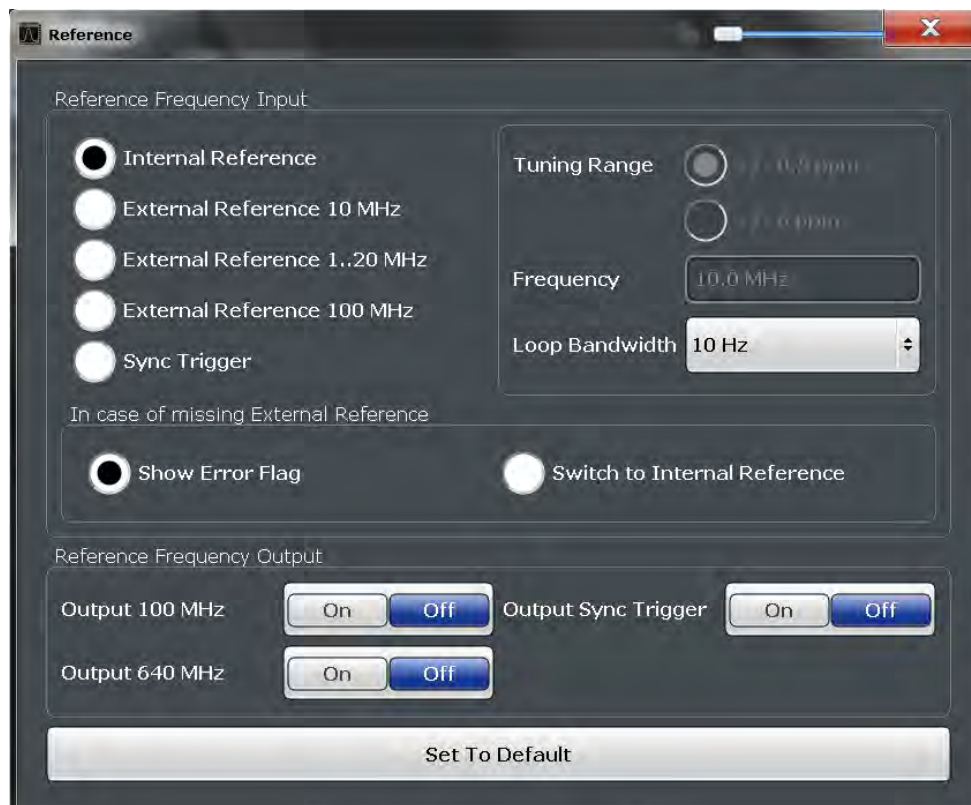 Reference
X
Reference Frequency Input
Internal Reference
External Reference 10 MHz
External Reference 1..20 MHz
External Reference 100 MHz
Sync Trigger
Tuning Range
Frequency
10.0 MHz
Loop Bandwidth 10 Hz
In case of missing External Reference
Show Error Flag
Switch to Internal Reference
Reference Frequency Output
Output 100 MHz On Off
Output Sync Trigger On Off
Output 640 MHz On Off
Set To Default